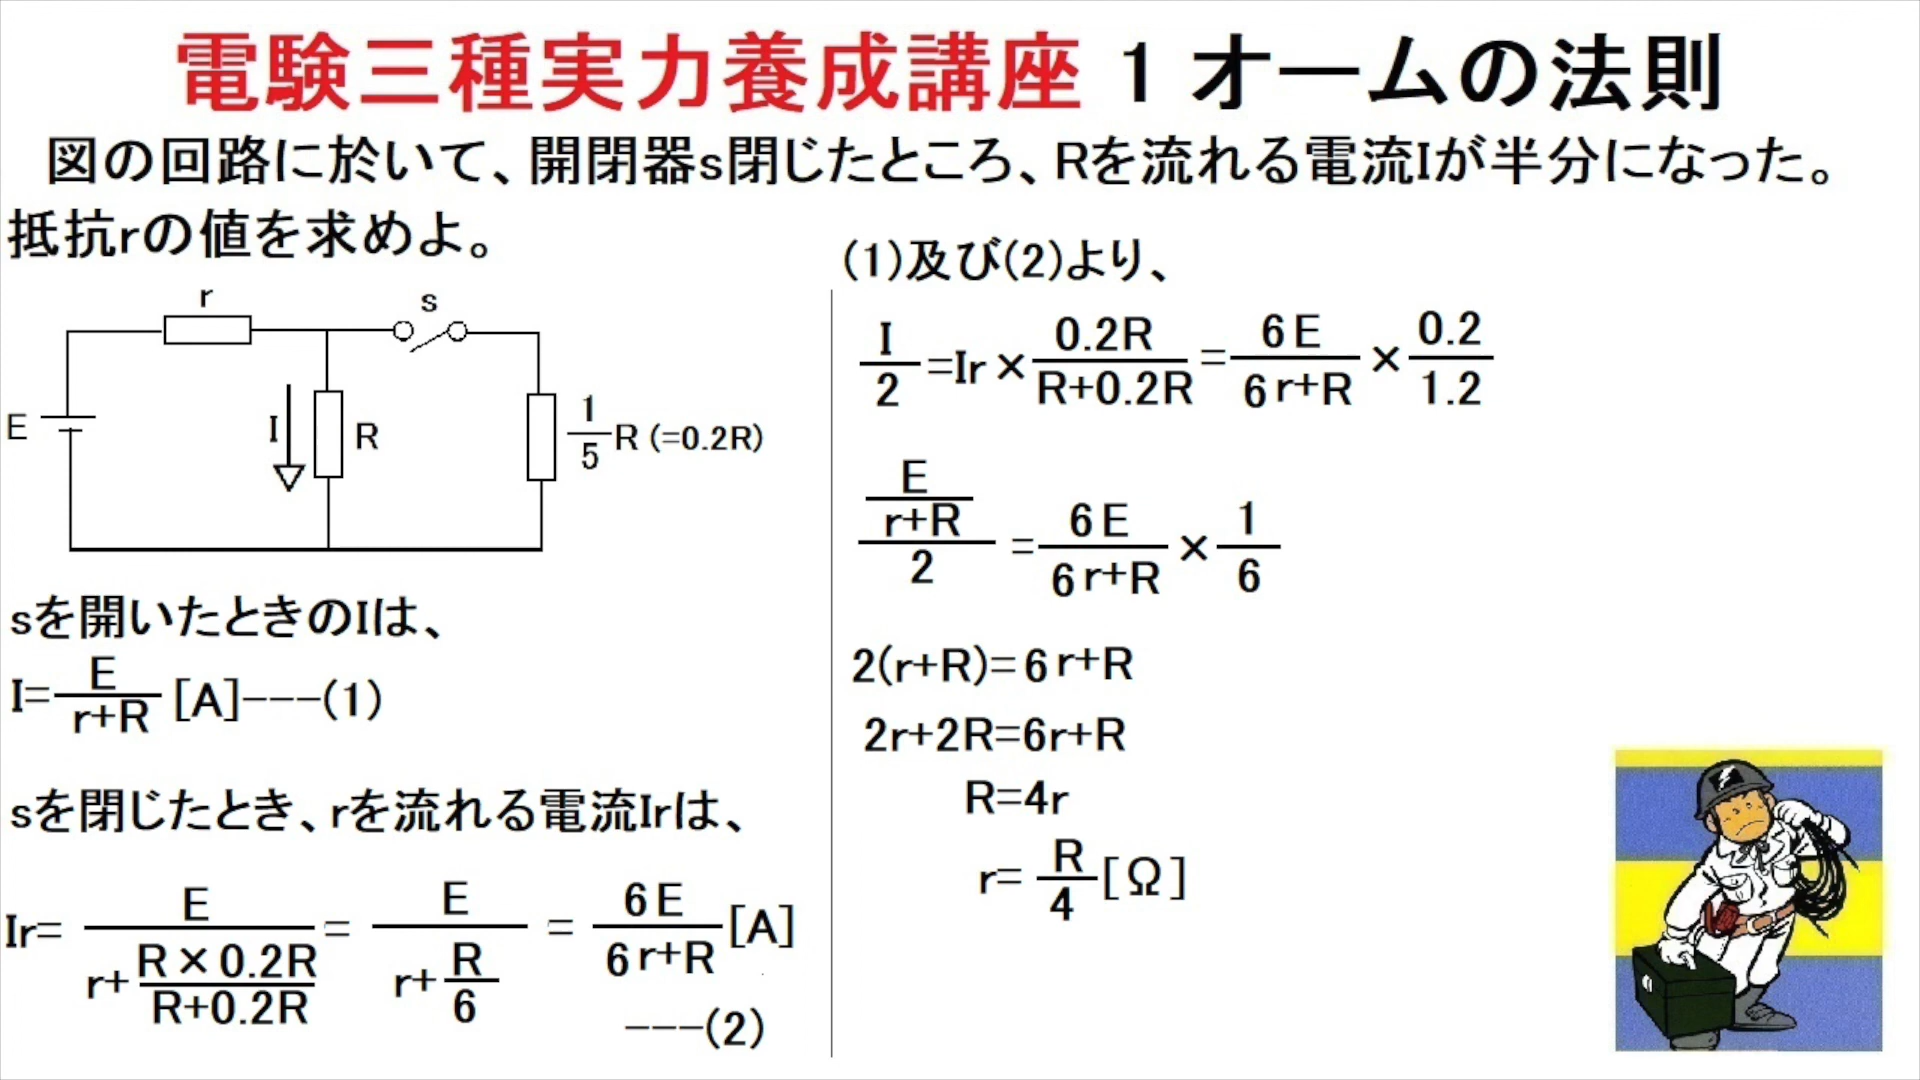 電験三種実力養成講座 1 オームの法則
図の回路に於いて、開閉器s閉じたところ、Rを流れる電流Iが半分になった。
抵抗rの値を求めよ。
r
s
E
I
R
1/5 R (=0.2R)
sを開いたときのIは、
I=E/(r+R) [A]---(1)
sを閉じたとき、rを流れる電流Irは、
Ir= E/(r+(R×0.2R)/(R+0.2R)) = E/(r+R/6) = 6E/(6r+R) [A]
---(2)
(1)及び(2)より、
I/2 =Ir×0.2R/(R+0.2R) = 6E/(6r+R) × 0.2/1.2
(E/(r+R))/2 = 6E/(6r+R) × 1/6
2(r+R)=6r+R
2r+2R=6r+R
R=4r
r= R/4 [Ω]